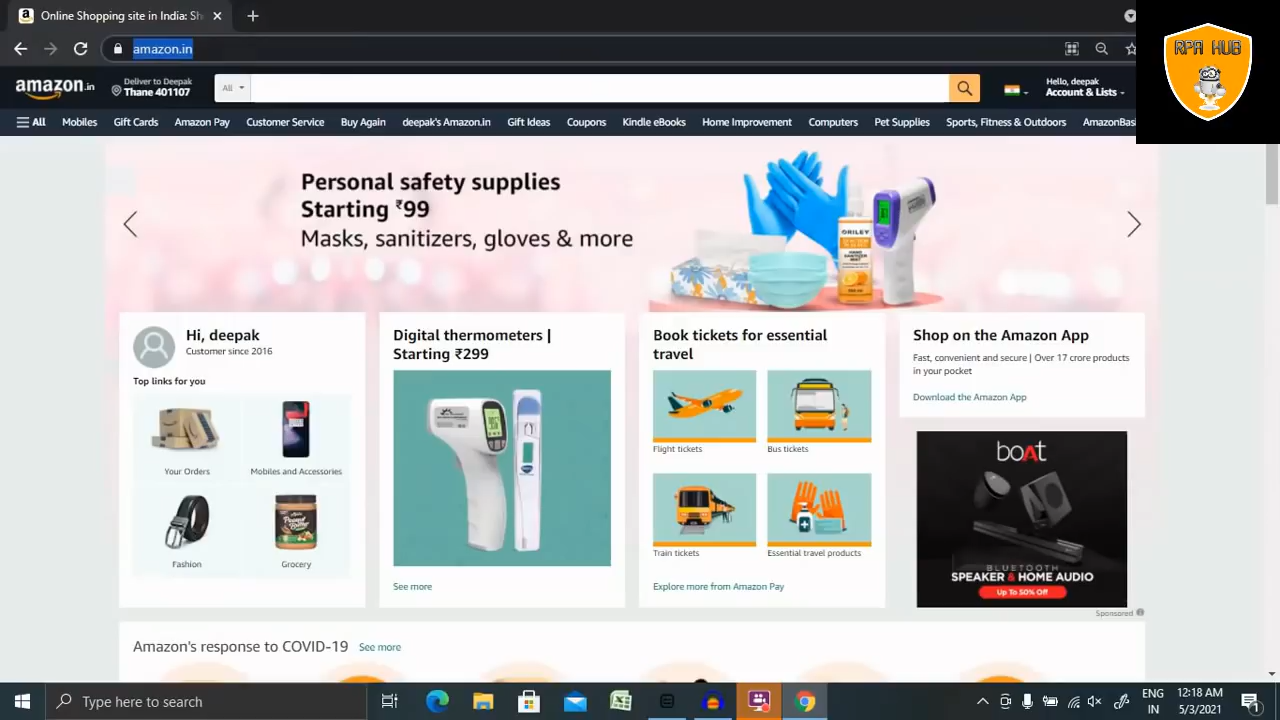 Online Shopping site in India: Sh
amazon.in
RPA HUB
amazon.in
Deliver to Deepak
Thane 401107
All
Hello, deepak
Account & Lists
All
Mobiles
Gift Cards
Amazon Pay
Customer Service
Buy Again
deepak's Amazon.in
Gift Ideas
Coupons
Kindle eBooks
Home Improvement
Computers
Pet Supplies
Sports, Fitness & Outdoors
AmazonBas
Personal safety supplies
Starting ₹99
Masks, sanitizers, gloves & more
ORILEY
Hi, deepak
Customer since 2016
Top links for you
Your Orders
Mobiles and Accessories
Fashion
Grocery
Digital thermometers |
Starting ₹299
See more
Book tickets for essential
travel
Flight tickets
Bus tickets
Train tickets
Essential travel products
Explore more from Amazon Pay
Shop on the Amazon App
Fast, convenient and secure | Over 17 crore products
in your pocket
Download the Amazon App
boAt
BLUETOOTH
SPEAKER & HOME AUDIO
Up To 50% Off
Sponsored
Amazon's response to COVID-19
See more
Type here to search
ENG
IN
12:18 AM
5/3/2021
1